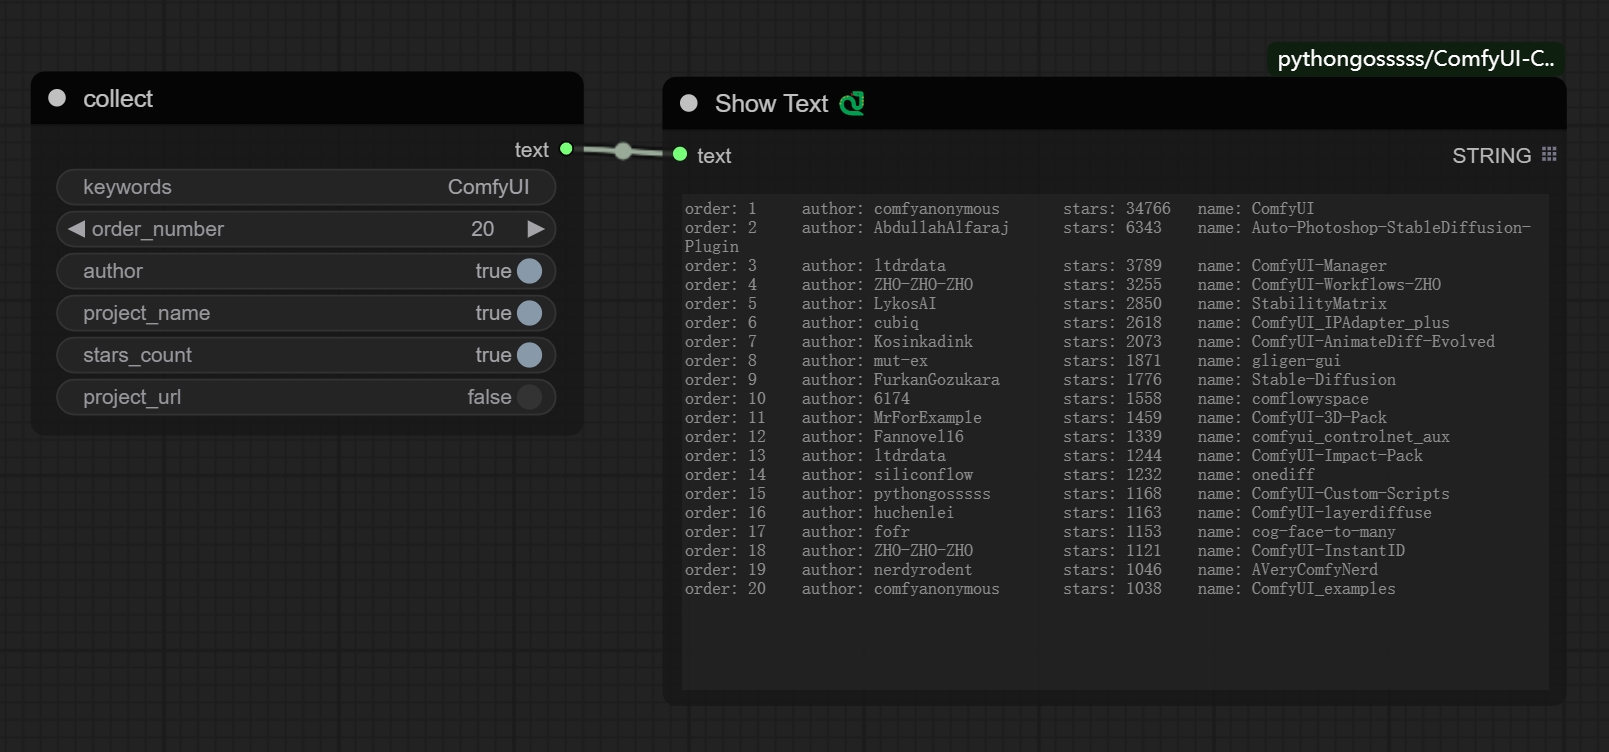 pythongosssss/ComfyUI-C..
collect
text
keywords ComfyUI
order_number 20
author true
project_name true
stars_count true
project_url false
Show Text
text STRING
order: 1 author: comfyanonymous stars: 34766 name: ComfyUI
order: 2 author: AbdullahAlfaraj stars: 6343 name: Auto-Photoshop-StableDiffusion-
Plugin
order: 3 author: ltdrdata stars: 3789 name: ComfyUI-Manager
order: 4 author: ZHO-ZHO-ZHO stars: 3255 name: ComfyUI-Workflows-ZHO
order: 5 author: LykosAI stars: 2850 name: StabilityMatrix
order: 6 author: cubiq stars: 2618 name: ComfyUI_IPAdapter_plus
order: 7 author: Kosinkadink stars: 2073 name: ComfyUI-AnimateDiff-Evolved
order: 8 author: mut-ex stars: 1871 name: gligen-gui
order: 9 author: FurkanGozukara stars: 1776 name: Stable-Diffusion
order: 10 author: 6174 stars: 1558 name: comflowyspace
order: 11 author: MrForExample stars: 1459 name: ComfyUI-3D-Pack
order: 12 author: Fannovel16 stars: 1339 name: comfyui_controlnet_aux
order: 13 author: ltdrdata stars: 1244 name: ComfyUI-Impact-Pack
order: 14 author: siliconflow stars: 1232 name: onediff
order: 15 author: pythongosssss stars: 1168 name: ComfyUI-Custom-Scripts
order: 16 author: huchenlei stars: 1163 name: ComfyUI-layerdiffuse
order: 17 author: fofr stars: 1153 name: cog-face-to-many
order: 18 author: ZHO-ZHO-ZHO stars: 1121 name: ComfyUI-InstantID
order: 19 author: nerdyrodent stars: 1046 name: AVeryComfyNerd
order: 20 author: comfyanonymous stars: 1038 name: ComfyUI_examples